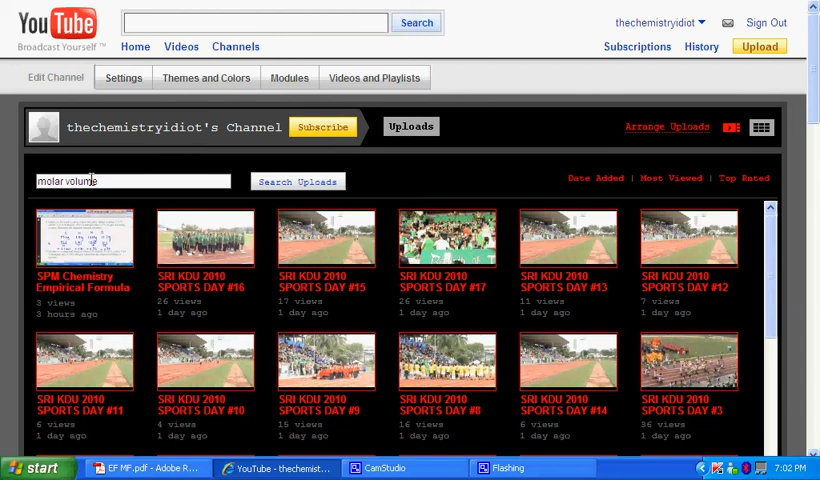 YouTube
Broadcast Yourself ™
Search
thechemistryidiot
Sign Out
Home Videos Channels
Subscriptions History Upload
Edit Channel Settings Themes and Colors Modules Videos and Playlists
thechemistryidiot's Channel Subscribe Uploads Arrange Uploads
molar volume Search Uploads Date Added | Most Viewed | Top Rated
SPM Chemistry
Empirical Formula
3 views
3 hours ago
SRI KDU 2010
SPORTS DAY #16
26 views
1 day ago
SRI KDU 2010
SPORTS DAY #15
17 views
1 day ago
SRI KDU 2010
SPORTS DAY #17
26 views
1 day ago
SRI KDU 2010
SPORTS DAY #13
11 views
1 day ago
SRI KDU 2010
SPORTS DAY #12
7 views
1 day ago
SRI KDU 2010
SPORTS DAY #11
6 views
1 day ago
SRI KDU 2010
SPORTS DAY #10
4 views
1 day ago
SRI KDU 2010
SPORTS DAY #9
15 views
1 day ago
SRI KDU 2010
SPORTS DAY #8
16 views
1 day ago
SRI KDU 2010
SPORTS DAY #14
6 views
1 day ago
SRI KDU 2010
SPORTS DAY #3
36 views
1 day ago
start EF MF.pdf - Adobe R... YouTube - thechemist... CamStudio Flashing 7:02 PM